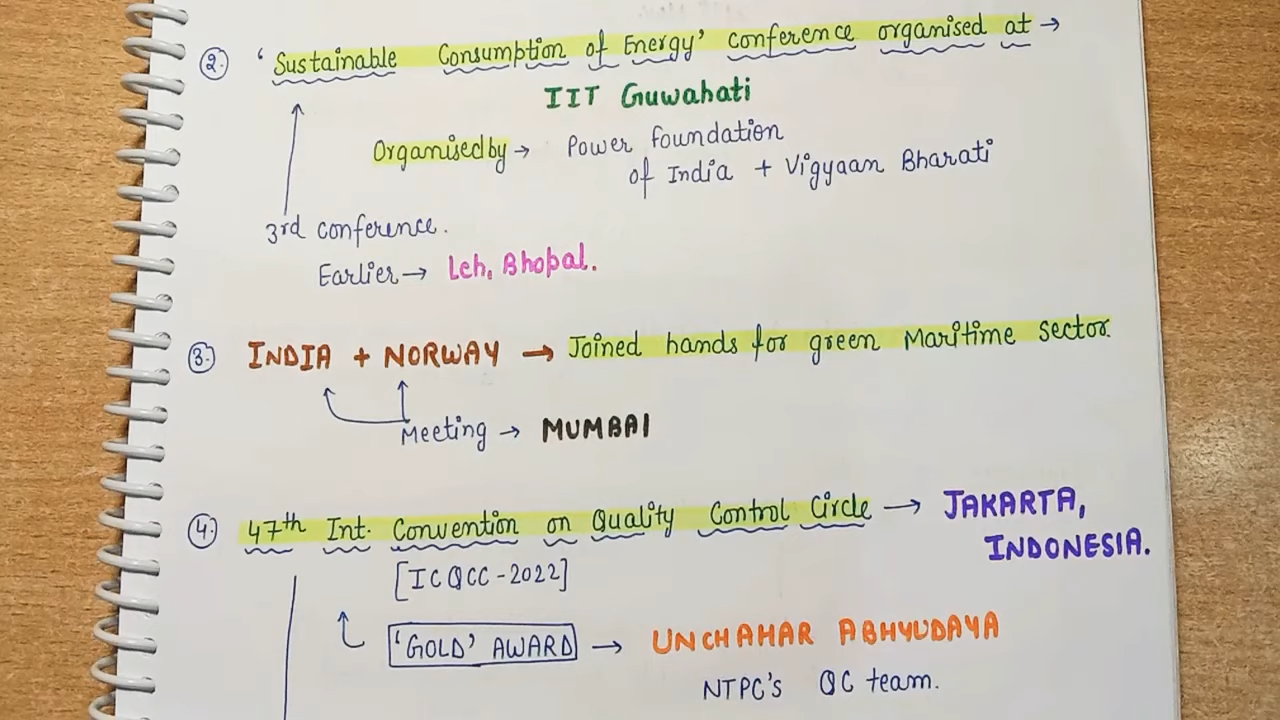 2. 'Sustainable Consumption of Energy' conference organised at →
IIT Guwahati
Organised by → Power foundation
of India + Vigyaan Bharati
3rd conference.
Earlier → Leh, Bhopal.
3. INDIA + NORWAY → Joined hands for green Maritime sector.
Meeting → MUMBAI
4. 47th Int. Convention on Quality Control Circle → JAKARTA,
INDONESIA.
[ICQCC-2022]
'GOLD' AWARD → UNCHAHAR ABHYUDAYA
NTPC's QC team.